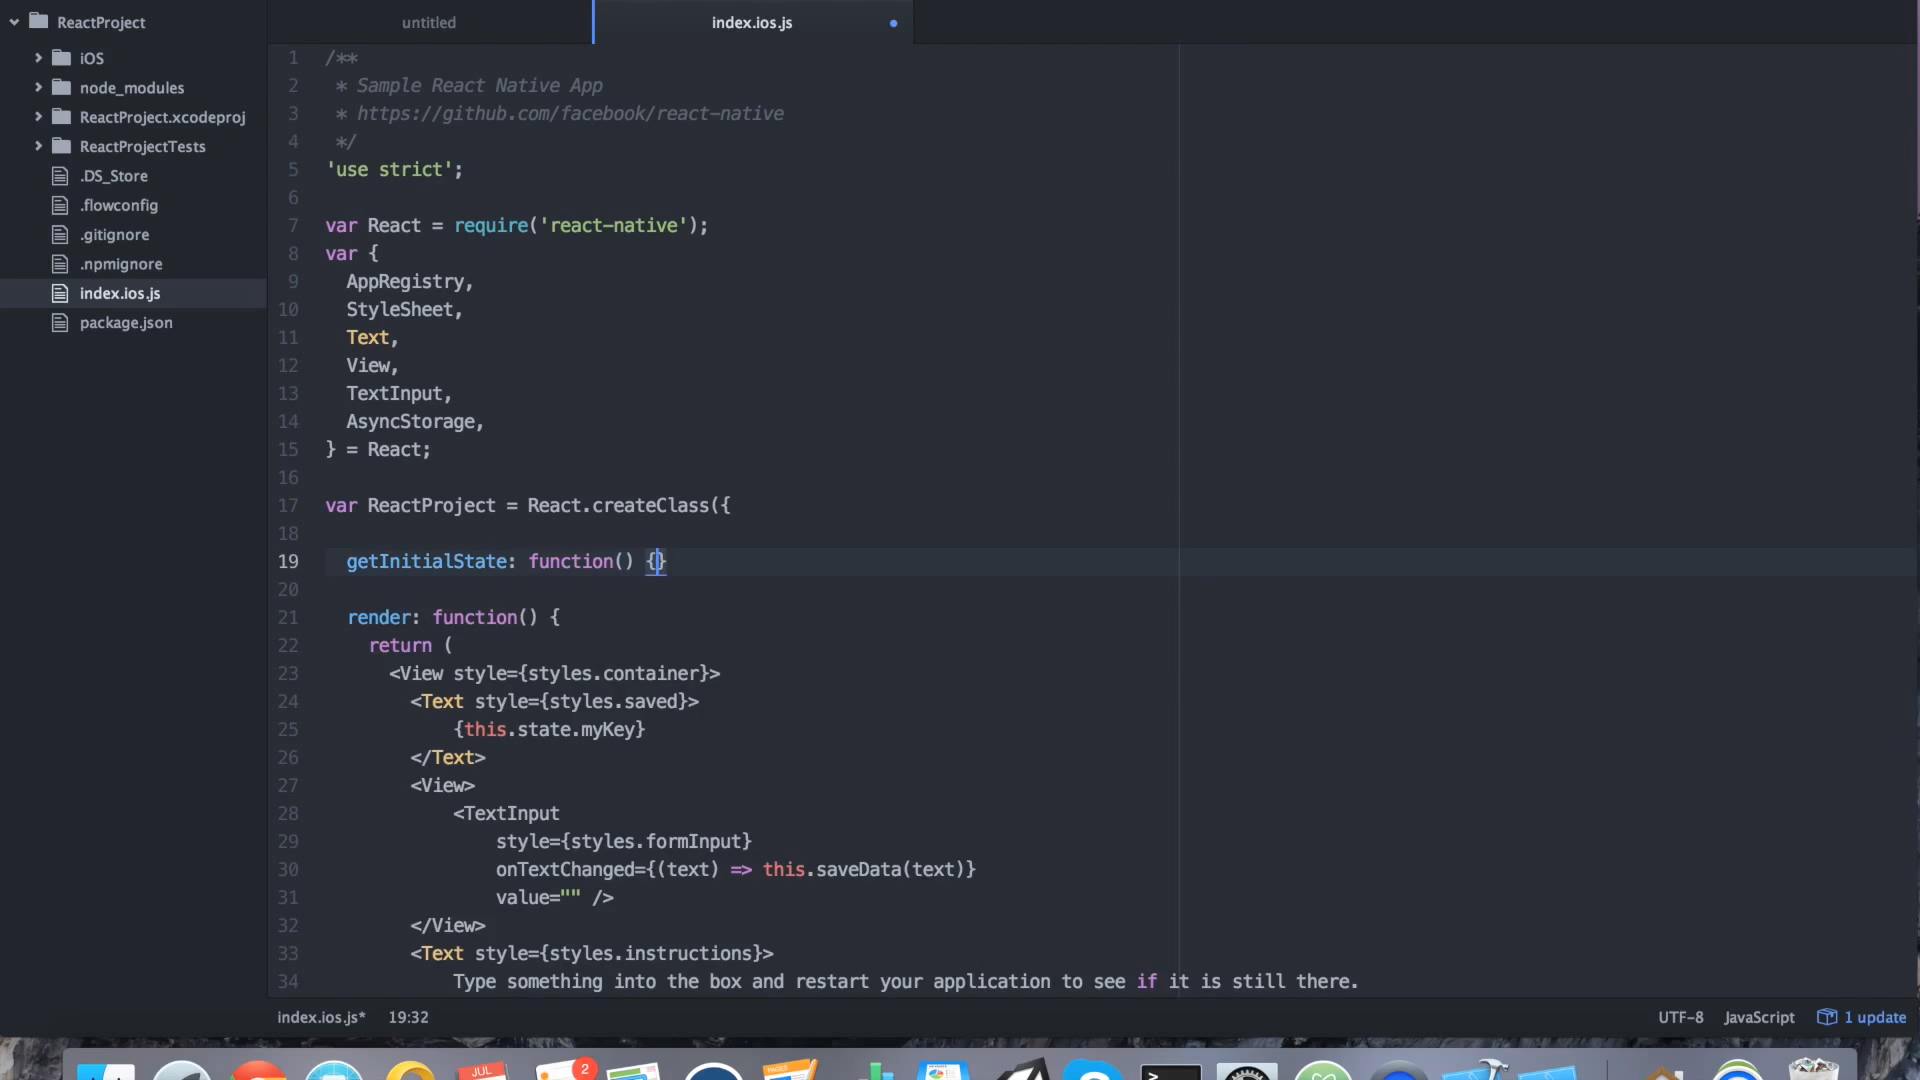 ReactProject
iOS
node_modules
ReactProject.xcodeproj
ReactProjectTests
.DS_Store
.flowconfig
.gitignore
.npmignore
index.ios.js
package.json
untitled
index.ios.js
1 /**
2 * Sample React Native App
3 * https://github.com/facebook/react-native
4 */
5 'use strict';
6
7 var React = require('react-native');
8 var {
9 AppRegistry,
10 StyleSheet,
11 Text,
12 View,
13 TextInput,
14 AsyncStorage,
15 } = React;
16
17 var ReactProject = React.createClass({
18
19 getInitialState: function() {}
20
21 render: function() {
22 return (
23 <View style={styles.container}>
24 <Text style={styles.saved}>
25 {this.state.myKey}
26 </Text>
27 <View>
28 <TextInput
29 style={styles.formInput}
30 onTextChanged={(text) => this.saveData(text)}
31 value="" />
32 </View>
33 <Text style={styles.instructions}>
34 Type something into the box and restart your application to see if it is still there.
index.ios.js* 19:32
UTF-8 JavaScript 1 update
JUL
2
PAGES